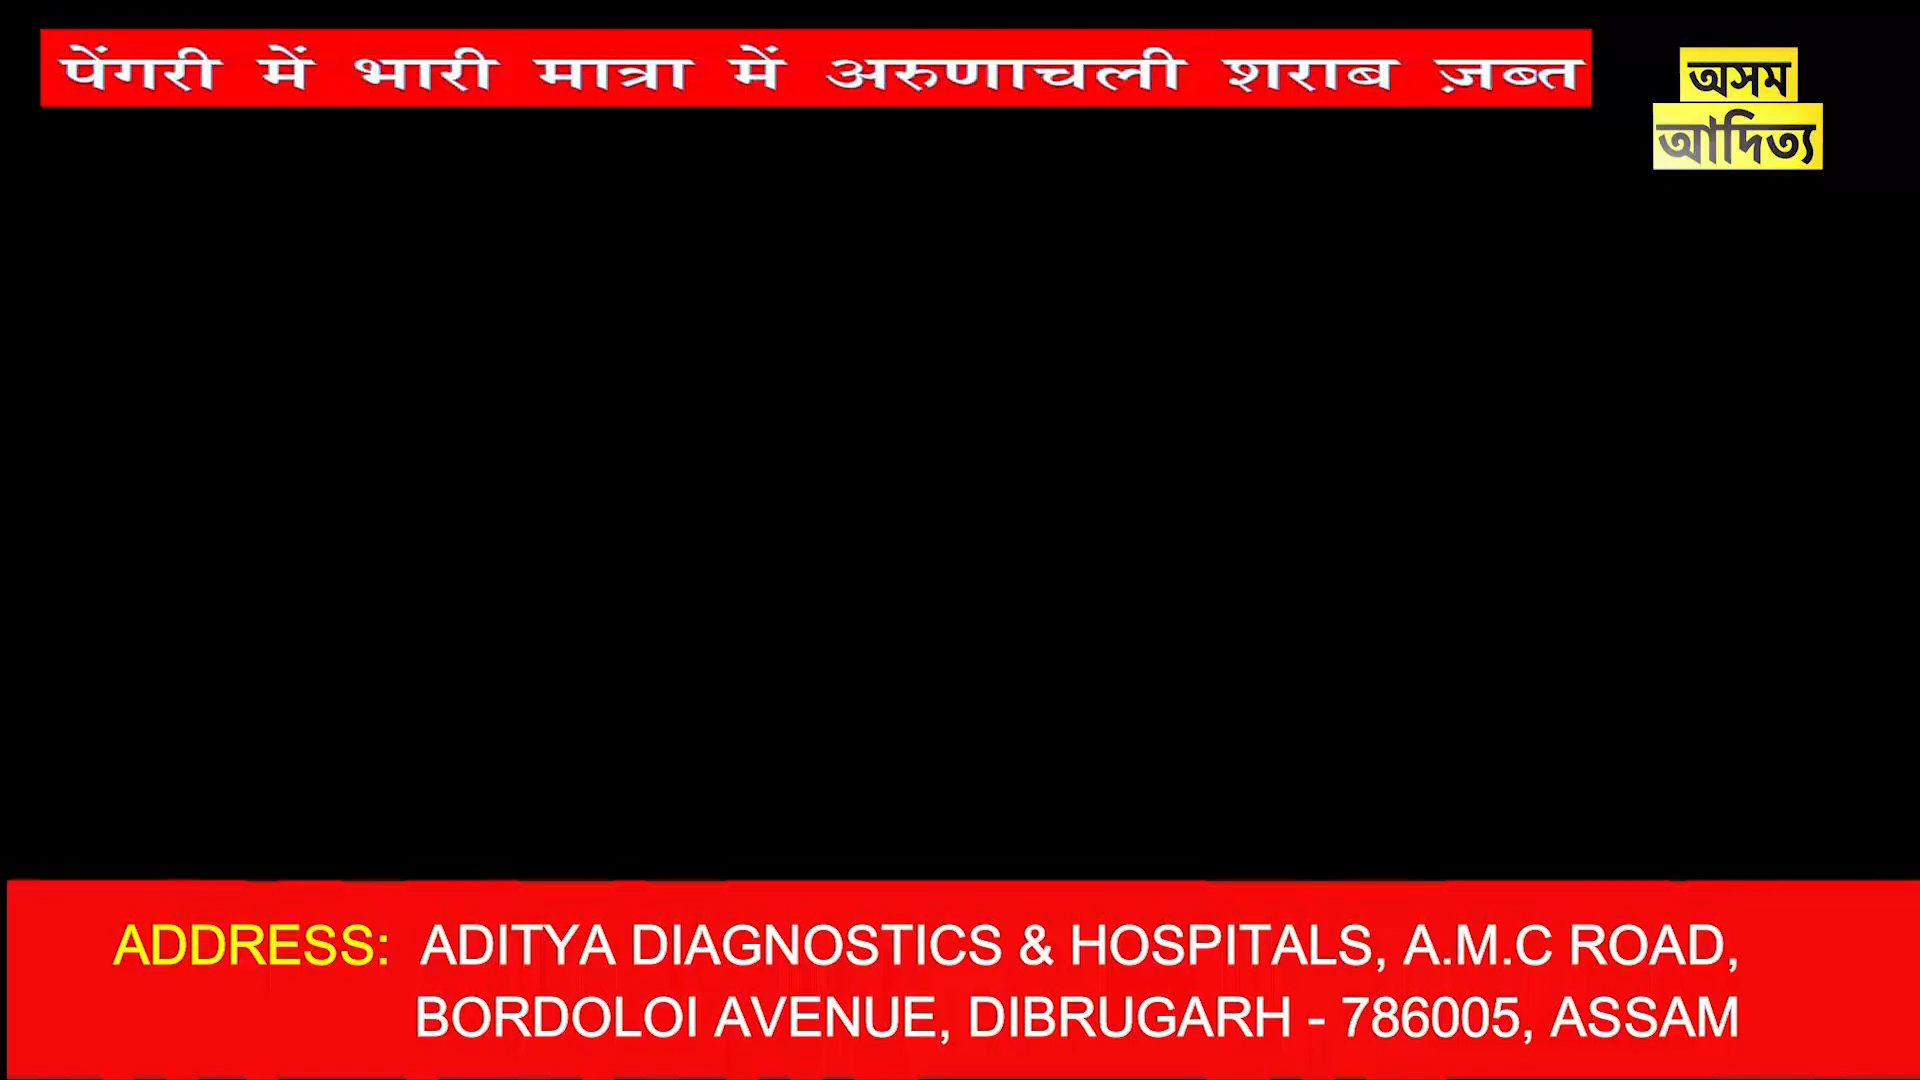 पेंगरी में भारी मात्रा में अरुणाचली शराब ज़ब्त
অসম
আদিত্য
ADDRESS: ADITYA DIAGNOSTICS & HOSPITALS, A.M.C ROAD,
BORDOLOI AVENUE, DIBRUGARH - 786005, ASSAM